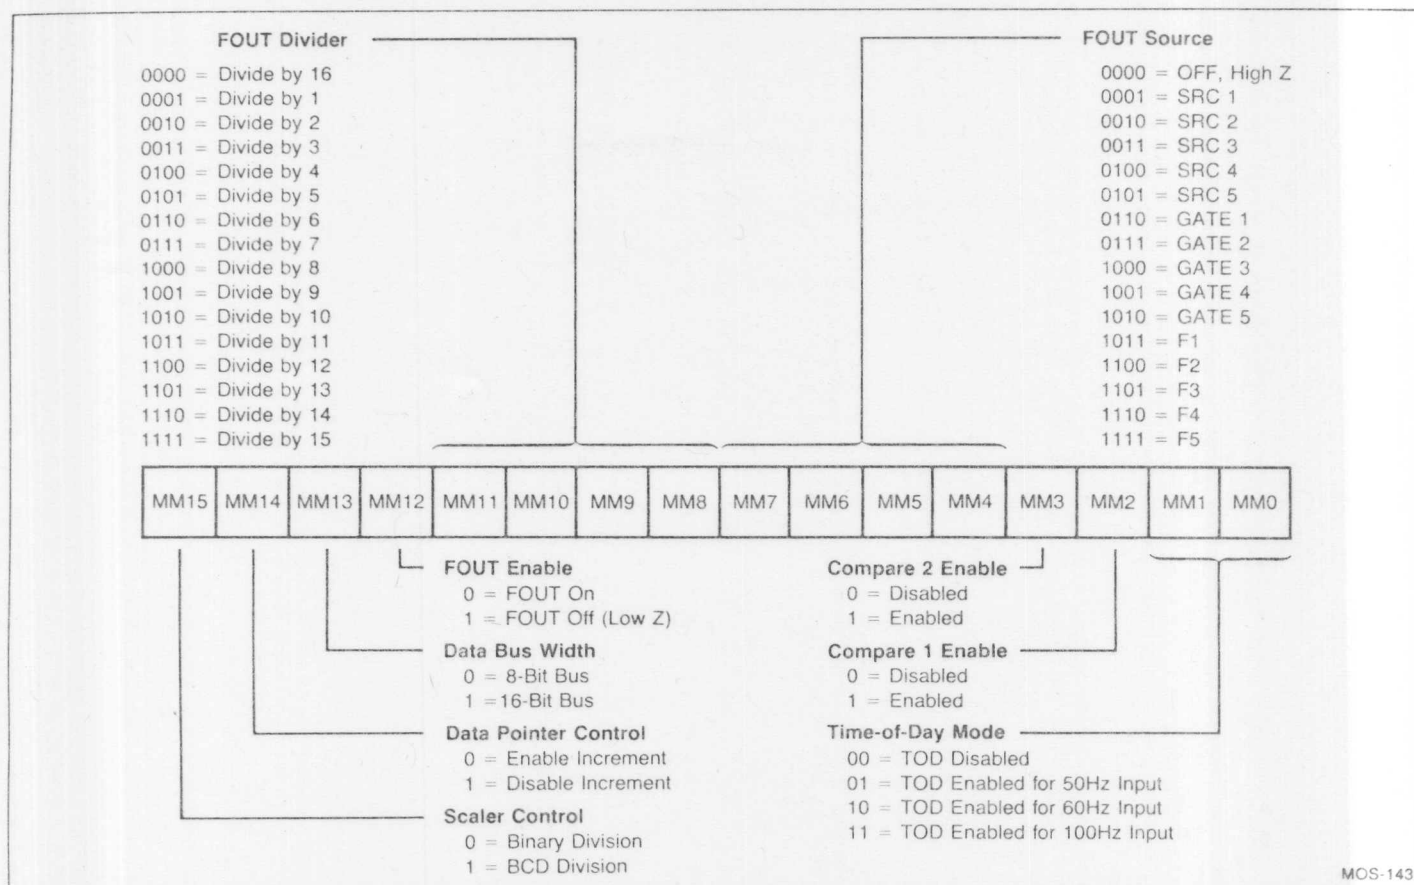 FOUT Divider
0000 = Divide by 16
0001 = Divide by 1
0010 = Divide by 2
0011 = Divide by 3
0100 = Divide by 4
0101 = Divide by 5
0110 = Divide by 6
0111 = Divide by 7
1000 = Divide by 8
1001 = Divide by 9
1010 = Divide by 10
1011 = Divide by 11
1100 = Divide by 12
1101 = Divide by 13
1110 = Divide by 14
1111 = Divide by 15
FOUT Source
0000 = OFF, High Z
0001 = SRC 1
0010 = SRC 2
0011 = SRC 3
0100 = SRC 4
0101 = SRC 5
0110 = GATE 1
0111 = GATE 2
1000 = GATE 3
1001 = GATE 4
1010 = GATE 5
1011 = F1
1100 = F2
1101 = F3
1110 = F4
1111 = F5
MM15 MM14 MM13 MM12 MM11 MM10 MM9 MM8 MM7 MM6 MM5 MM4 MM3 MM2 MM1 MM0
FOUT Enable
0 = FOUT On
1 = FOUT Off (Low Z)
Data Bus Width
0 = 8-Bit Bus
1 =16-Bit Bus
Data Pointer Control
0 = Enable Increment
1 = Disable Increment
Scaler Control
0 = Binary Division
1 = BCD Division
Compare 2 Enable
0 = Disabled
1 = Enabled
Compare 1 Enable
0 = Disabled
1 = Enabled
Time-of-Day Mode
00 = TOD Disabled
01 = TOD Enabled for 50Hz Input
10 = TOD Enabled for 60Hz Input
11 = TOD Enabled for 100Hz Input
MOS-143